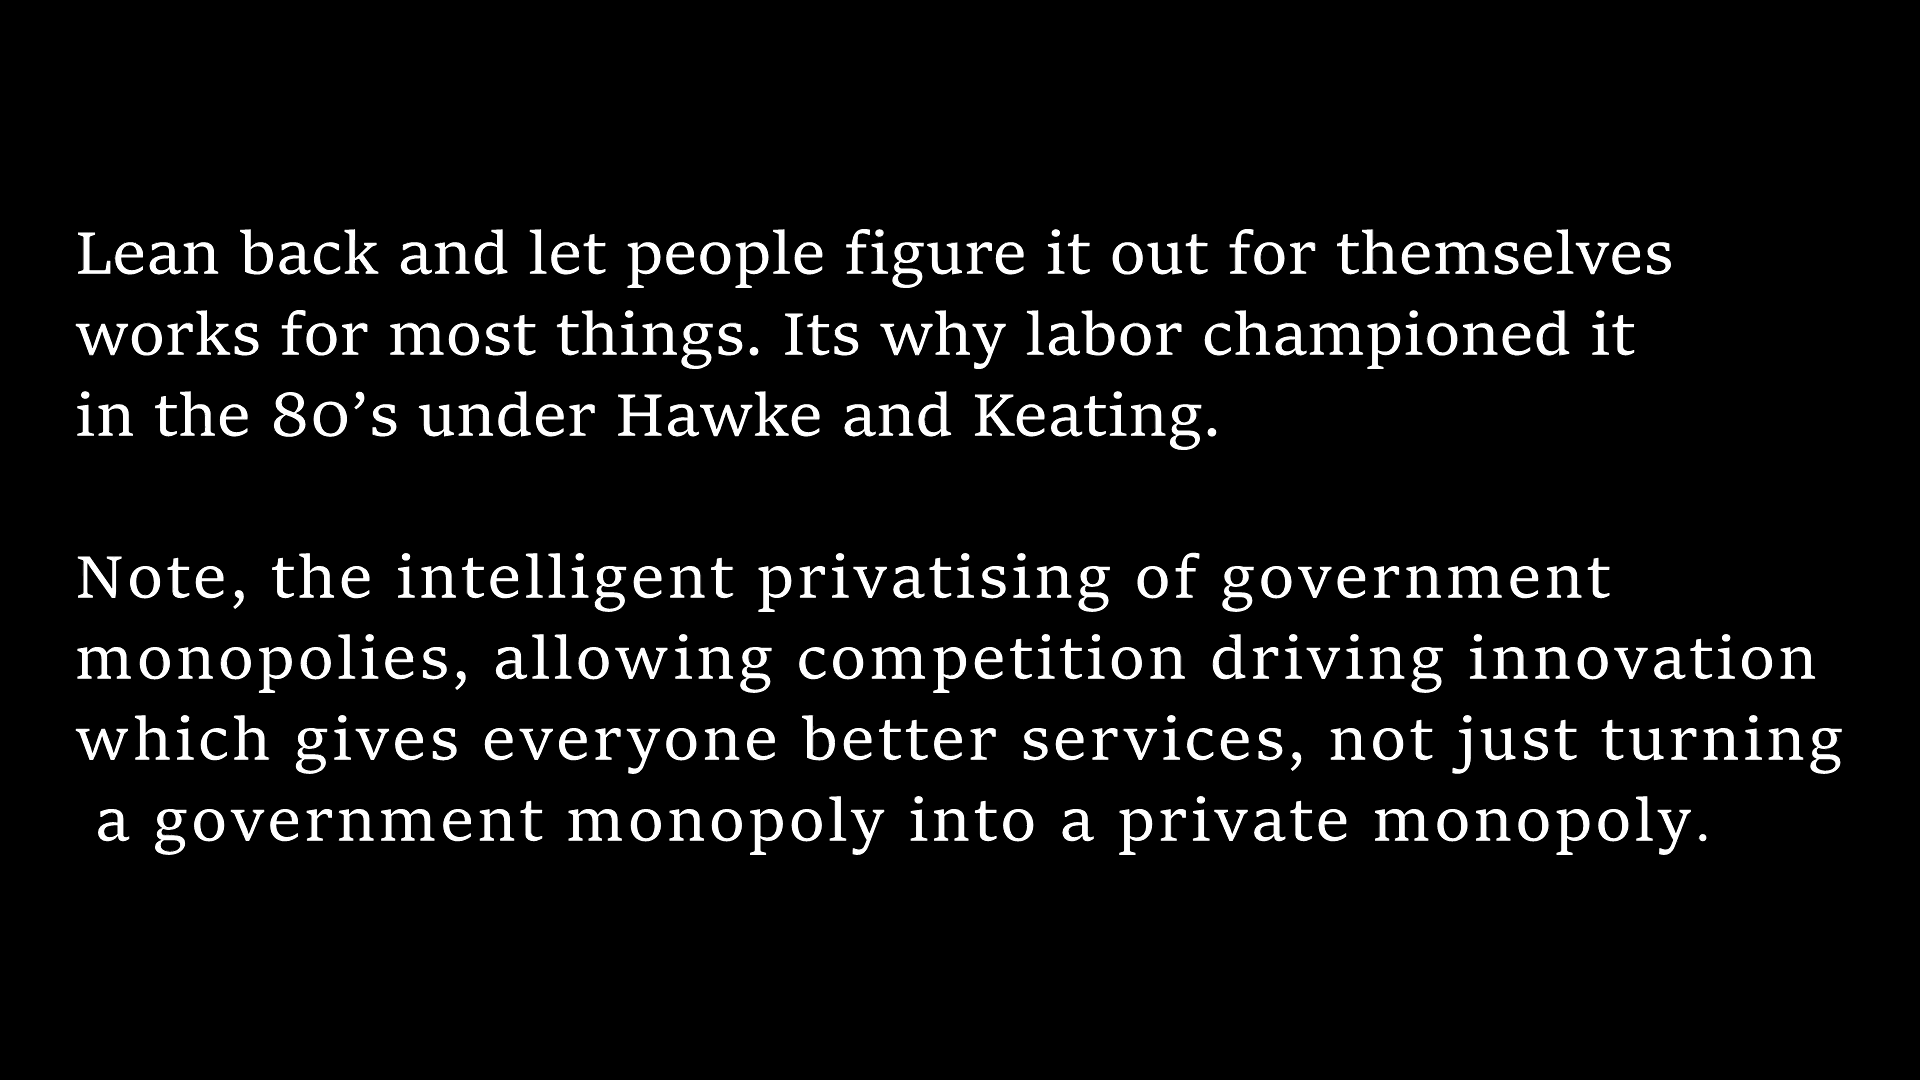 Lean back and let people figure it out for themselves
works for most things. Its why labor championed it
in the 80’s under Hawke and Keating.
Note, the intelligent privatising of government
monopolies, allowing competition driving innovation
which gives everyone better services, not just turning
a government monopoly into a private monopoly.